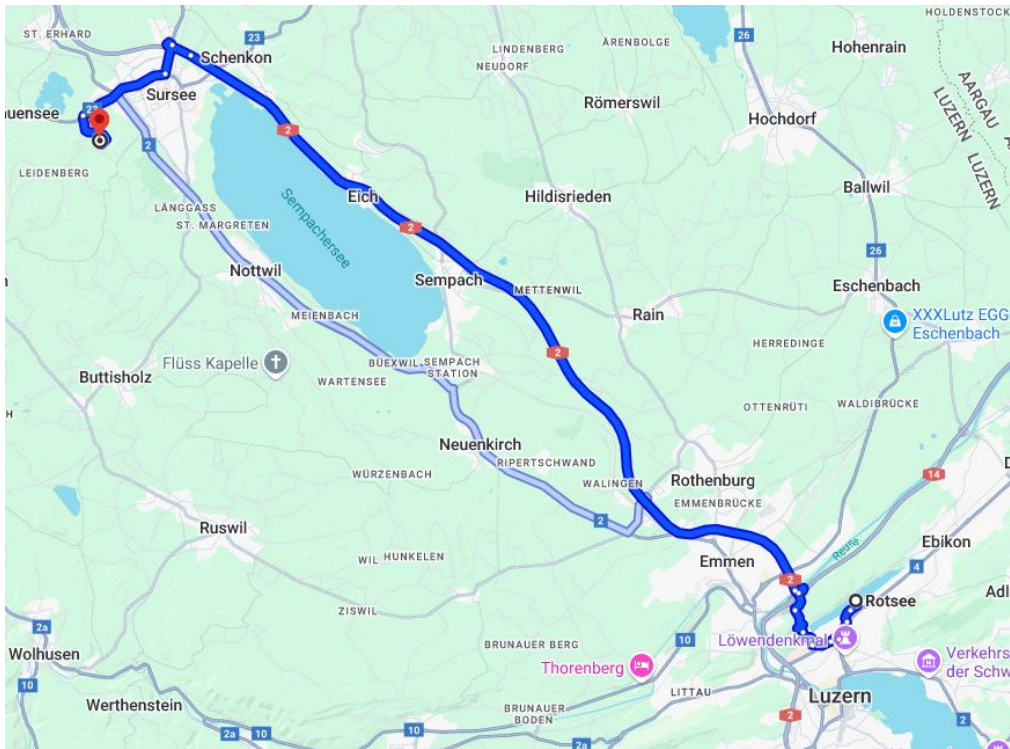 HOLDENSTOCK
ST. ERHARD
23
Schenkon
LINDENBERG
NEUDORF
ÄRENBOLGE
26
Hohenrain
AARGAU
LUZERN
LUZERN
Sursee
Römerswil
Hochdorf
auensee
23
2
2
LEIDENBERG
LÄNGGASS
ST. MARGRETEN
Sempachersee
Eich
2
Hildisrieden
Ballwil
26
Nottwil
Sempach
METTENWIL
Eschenbach
MEIENBACH
Rain
XXXLutz EGG
Eschenbach
HERREDINGE
2
Flüss Kapelle
BÜEXWIL
SEMPACH
STATION
Buttisholz
WARTENSEE
OTTENRÜTI
WALDIBRÜCKE
Neuenkirch
RIPERTSCHWAND
WÜRZENBACH
WALINGEN
Rothenburg
14
EMMENBRÜCKE
Ruswil
2
Reuss
Ebikon
WIL
HUNKELEN
Emmen
4
2
Rotsee
Adl
ZISWIL
2a
Wolhusen
10
BRUNAUER BERG
10
Löwendenkmal
Thorenberg
Verkehrs
der Schw
Werthenstein
LITTAU
Luzern
BRUNAUER
BODEN
2
2
10
2a
10
2a